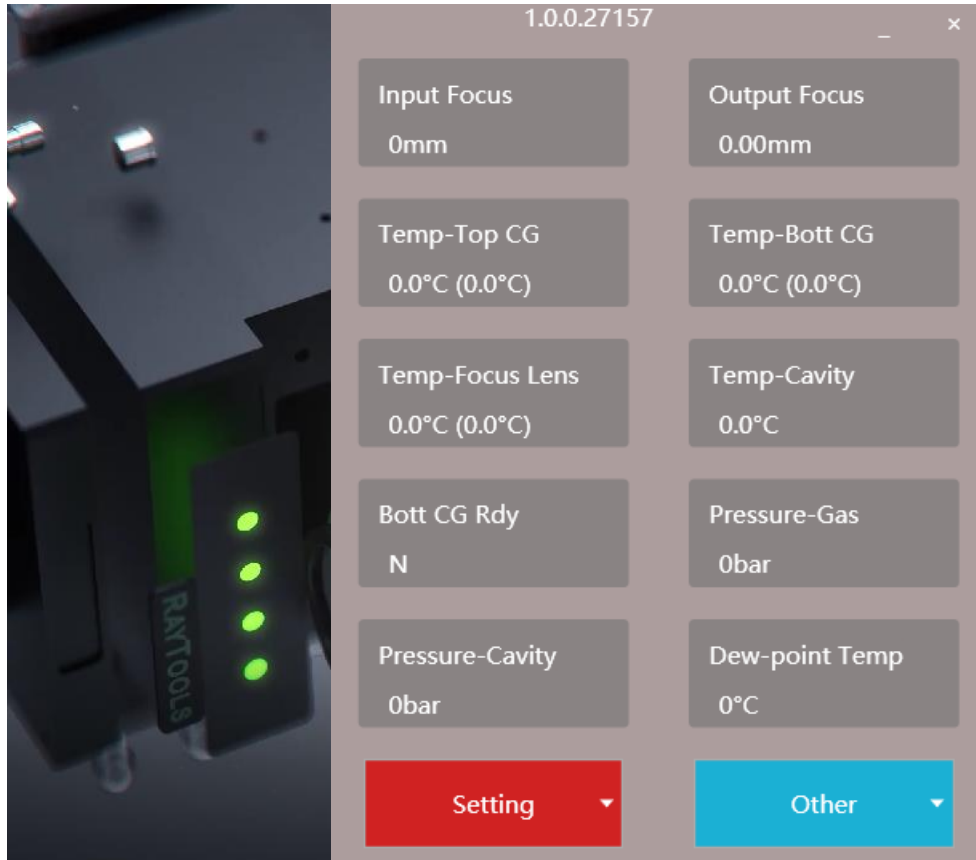 1.0.0.27157
Input Focus
0mm
Output Focus
0.00mm
Temp-Top CG
0.0°C (0.0°C)
Temp-Bott CG
0.0°C (0.0°C)
Temp-Focus Lens
0.0°C (0.0°C)
Temp-Cavity
0.0°C
Bott CG Rdy
N
Pressure-Gas
0bar
Pressure-Cavity
0bar
Dew-point Temp
0°C
Setting
Other
RAYTOOLS